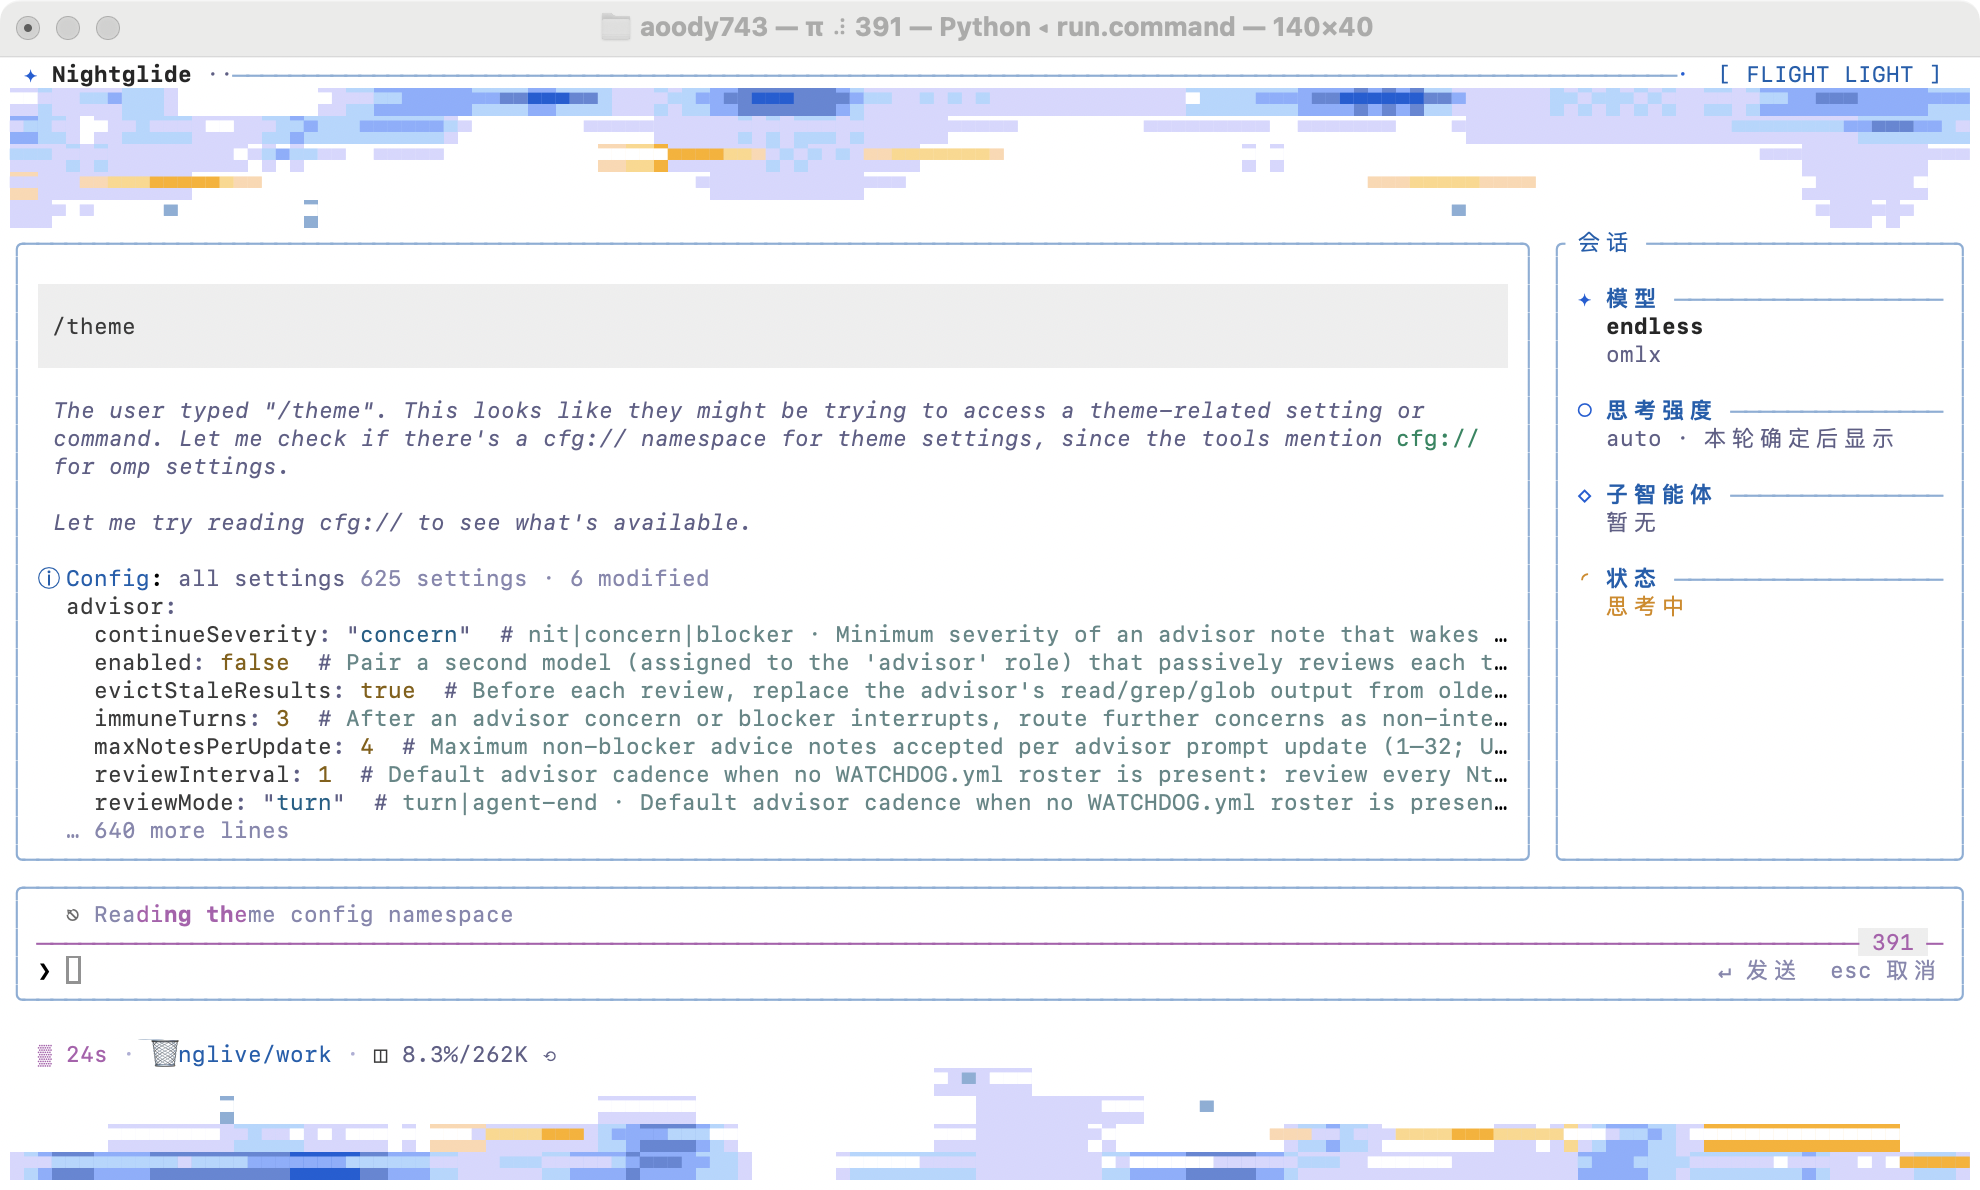 aoody743 — π ⠼ 391 — Python ◂ run.command — 140×40
✦ Nightglide ·· · [ FLIGHT LIGHT ]
/theme
The user typed "/theme". This looks like they might be trying to access a theme-related setting or
command. Let me check if there's a cfg:// namespace for theme settings, since the tools mention cfg://
for omp settings.
Let me try reading cfg:// to see what's available.
ⓘ Config: all settings 625 settings · 6 modified
advisor:
continueSeverity: "concern"  # nit|concern|blocker · Minimum severity of an advisor note that wakes …
enabled: false  # Pair a second model (assigned to the 'advisor' role) that passively reviews each t…
evictStaleResults: true  # Before each review, replace the advisor's read/grep/glob output from olde…
immuneTurns: 3  # After an advisor concern or blocker interrupts, route further concerns as non-inte…
maxNotesPerUpdate: 4  # Maximum non-blocker advice notes accepted per advisor prompt update (1–32; U…
reviewInterval: 1  # Default advisor cadence when no WATCHDOG.yml roster is present: review every Nt…
reviewMode: "turn"  # turn|agent-end · Default advisor cadence when no WATCHDOG.yml roster is presen…
… 640 more lines
会话
✦ 模型
endless
omlx
○ 思考强度
auto · 本轮确定后显示
◇ 子智能体
暂无
状态
思考中
Reading theme config namespace
391
❯
↵ 发送 esc 取消
24s · nglive/work · ◫ 8.3%/262K ⟲